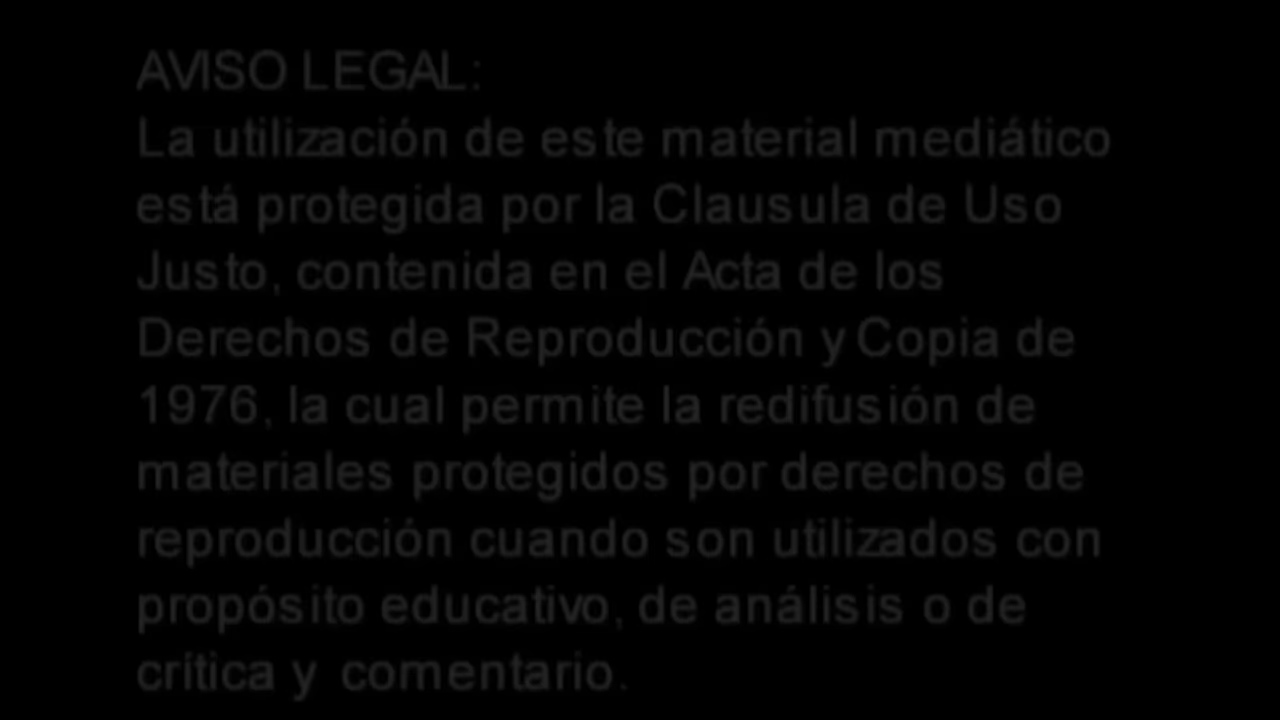 AVISO LEGAL:
La utilización de este material mediático
está protegida por la Clausula de Uso
Justo, contenida en el Acta de los
Derechos de Reproducción y Copia de
1976, la cual permite la redifusión de
materiales protegidos por derechos de
reproducción cuando son utilizados con
propósito educativo, de análisis o de
crítica y comentario.